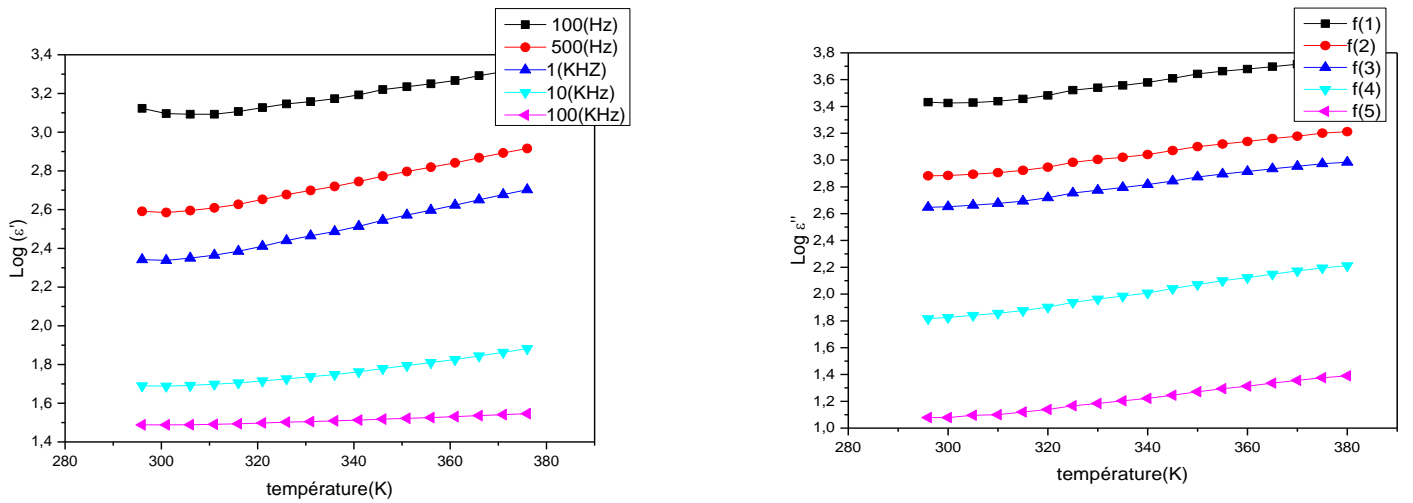 100(Hz)
500(Hz)
1(KHZ)
10(KHz)
100(KHz)
3,4
3,2
3,0
2,8
2,6
2,4
2,2
2,0
1,8
1,6
1,4
Log (ε')
280
300
320
340
360
380
température(K)
f(1)
f(2)
f(3)
f(4)
f(5)
3,8
3,6
3,4
3,2
3,0
2,8
2,6
2,4
2,2
2,0
1,8
1,6
1,4
1,2
1,0
Log ε''
280
300
320
340
360
380
température(K)